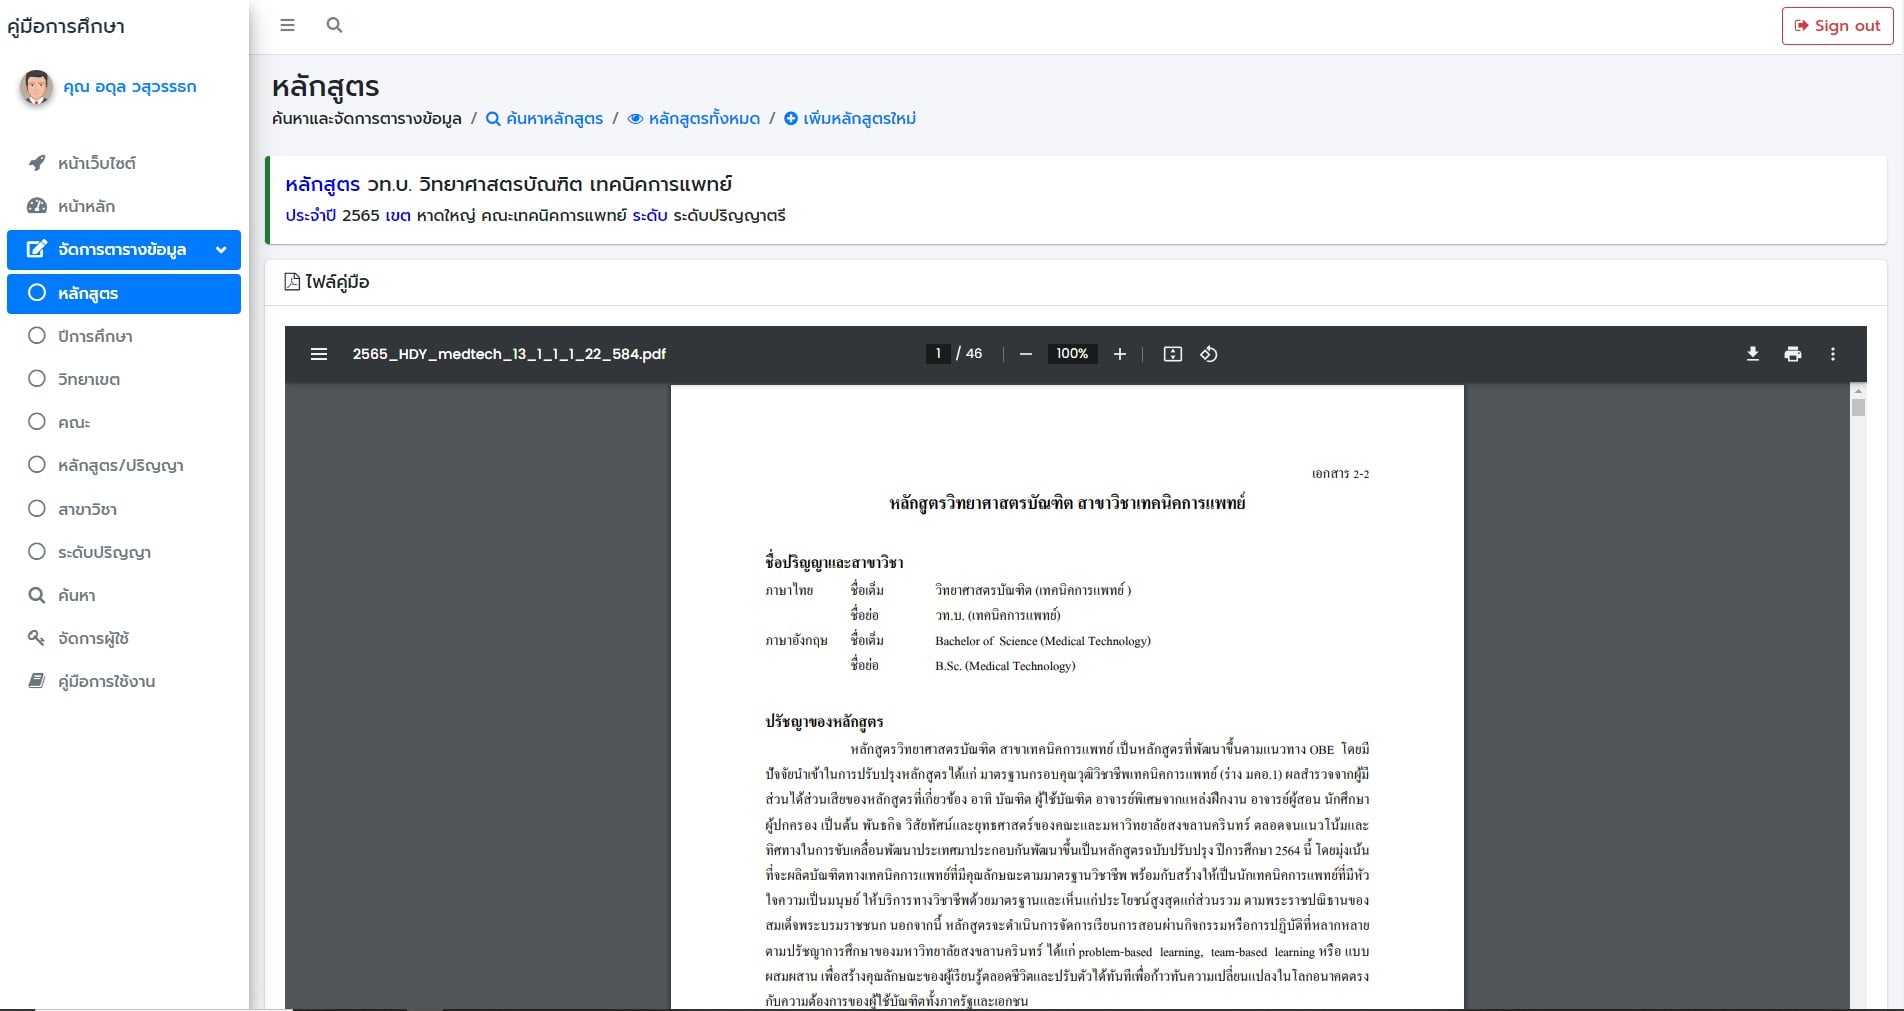 คู่มือการศึกษา
Sign out
คุณ อดุล วสุวรรธก
หน้าเว็บไซต์
หน้าหลัก
จัดการตารางข้อมูล
หลักสูตร
ปีการศึกษา
วิทยาเขต
คณะ
หลักสูตร/ปริญญา
สาขาวิชา
ระดับปริญญา
ค้นหา
จัดการผู้ใช้
คู่มือการใช้งาน
หลักสูตร
ค้นหาและจัดการตารางข้อมูล / ค้นหาหลักสูตร / หลักสูตรทั้งหมด / เพิ่มหลักสูตรใหม่
หลักสูตร วท.บ. วิทยาศาสตรบัณฑิต เทคนิคการแพทย์
ประจำปี 2565 เขต หาดใหญ่ คณะเทคนิคการแพทย์ ระดับ ระดับปริญญาตรี
ไฟล์คู่มือ
2565_HDY_medtech_13_1_1_1_22_584.pdf 1 / 46 100%
เอกสาร 2-2
หลักสูตรวิทยาศาสตรบัณฑิต สาขาวิชาเทคนิคการแพทย์
ชื่อปริญญาและสาขาวิชา
ภาษาไทย ชื่อเต็ม วิทยาศาสตรบัณฑิต (เทคนิคการแพทย์ )
ชื่อย่อ วท.บ. (เทคนิคการแพทย์)
ภาษาอังกฤษ ชื่อเต็ม Bachelor of Science (Medical Technology)
ชื่อย่อ B.Sc. (Medical Technology)
ปรัชญาของหลักสูตร
หลักสูตรวิทยาศาสตรบัณฑิต สาขาเทคนิคการแพทย์ เป็นหลักสูตรที่พัฒนาขึ้นตามแนวทาง OBE โดยมี
ปัจจัยนำเข้าในการปรับปรุงหลักสูตรได้แก่ มาตรฐานกรอบคุณวุฒิวิชาชีพเทคนิคการแพทย์ (ร่าง มคอ.1) ผลสำรวจจากผู้มี
ส่วนได้ส่วนเสียของหลักสูตรที่เกี่ยวข้อง อาทิ บัณฑิต ผู้ใช้บัณฑิต อาจารย์พิเศษจากแหล่งฝึกงาน อาจารย์ผู้สอน นักศึกษา
ผู้ปกครอง เป็นต้น พันธกิจ วิสัยทัศน์และยุทธศาสตร์ของคณะและมหาวิทยาลัยสงขลานครินทร์ ตลอดจนแนวโน้มและ
ทิศทางในการขับเคลื่อนพัฒนาประเทศมาประกอบกันพัฒนาขึ้นเป็นหลักสูตรฉบับปรับปรุง ปีการศึกษา 2564 นี้ โดยมุ่งเน้น
ที่จะผลิตบัณฑิตทางเทคนิคการแพทย์ที่มีคุณลักษณะตามมาตรฐานวิชาชีพ พร้อมกับสร้างให้เป็นนักเทคนิคการแพทย์ที่มีหัว
ใจความเป็นมนุษย์ ให้บริการทางวิชาชีพด้วยมาตรฐานและเห็นแก่ประโยชน์สูงสุดแก่ส่วนรวม ตามพระราชปณิธานของ
สมเด็จพระบรมราชชนก นอกจากนี้ หลักสูตรจะดำเนินการจัดการเรียนการสอนผ่านกิจกรรมหรือการปฏิบัติที่หลากหลาย
ตามปรัชญาการศึกษาของมหาวิทยาลัยสงขลานครินทร์ ได้แก่ problem-based learning, team-based learning หรือ แบบ
ผสมผสาน เพื่อสร้างคุณลักษณะของผู้เรียนรู้ตลอดชีวิตและปรับตัวได้ทันทีเพื่อก้าวทันความเปลี่ยนแปลงในโลกอนาคตตรง
กับความต้องการของผู้ใช้บัณฑิตทั้งภาครัฐและเอกชน